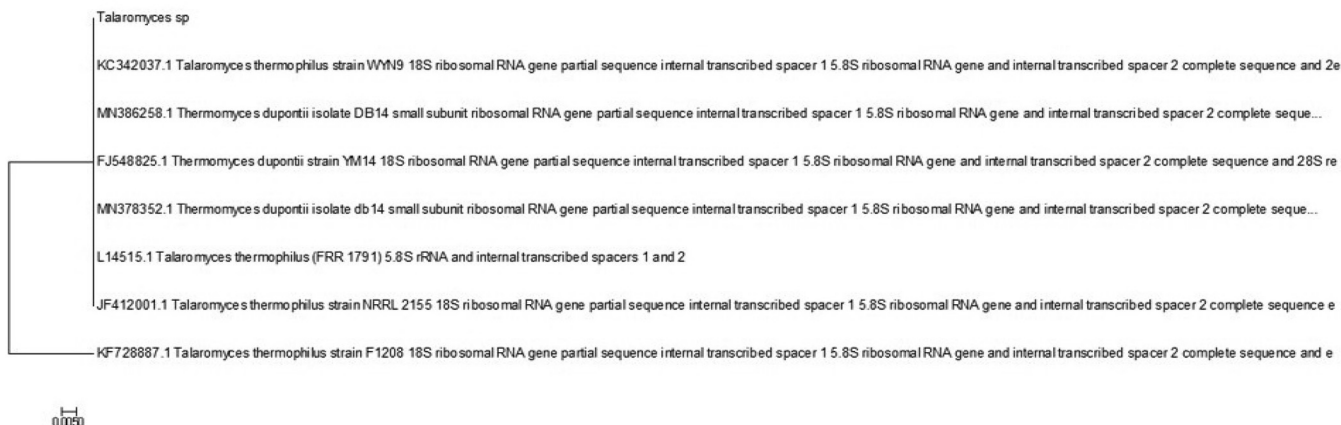 Talaromyces sp
KC342037.1 Talaromyces thermophilus strain WYN9 18S ribosomal RNA gene partial sequence internal transcribed spacer 1 5.8S ribosomal RNA gene and internal transcribed spacer 2 complete sequence and 2e
MN386258.1 Thermomyces dupontii isolate DB14 small subunit ribosomal RNA gene partial sequence internal transcribed spacer 1 5.8S ribosomal RNA gene and internal transcribed spacer 2 complete seque...
FJ548825.1 Thermomyces dupontii strain YM14 18S ribosomal RNA gene partial sequence internal transcribed spacer 1 5.8S ribosomal RNA gene and internal transcribed spacer 2 complete sequence and 28S re
MN378352.1 Thermomyces dupontii isolate db14 small subunit ribosomal RNA gene partial sequence internal transcribed spacer 1 5.8S ribosomal RNA gene and internal transcribed spacer 2 complete seque...
L14515.1 Talaromyces thermophilus (FRR 1791) 5.8S rRNA and internal transcribed spacers 1 and 2
JF412001.1 Talaromyces thermophilus strain NRRL 2155 18S ribosomal RNA gene partial sequence internal transcribed spacer 1 5.8S ribosomal RNA gene and internal transcribed spacer 2 complete sequence e
KF728887.1 Talaromyces thermophilus strain F1208 18S ribosomal RNA gene partial sequence internal transcribed spacer 1 5.8S ribosomal RNA gene and internal transcribed spacer 2 complete sequence and e
0.0050